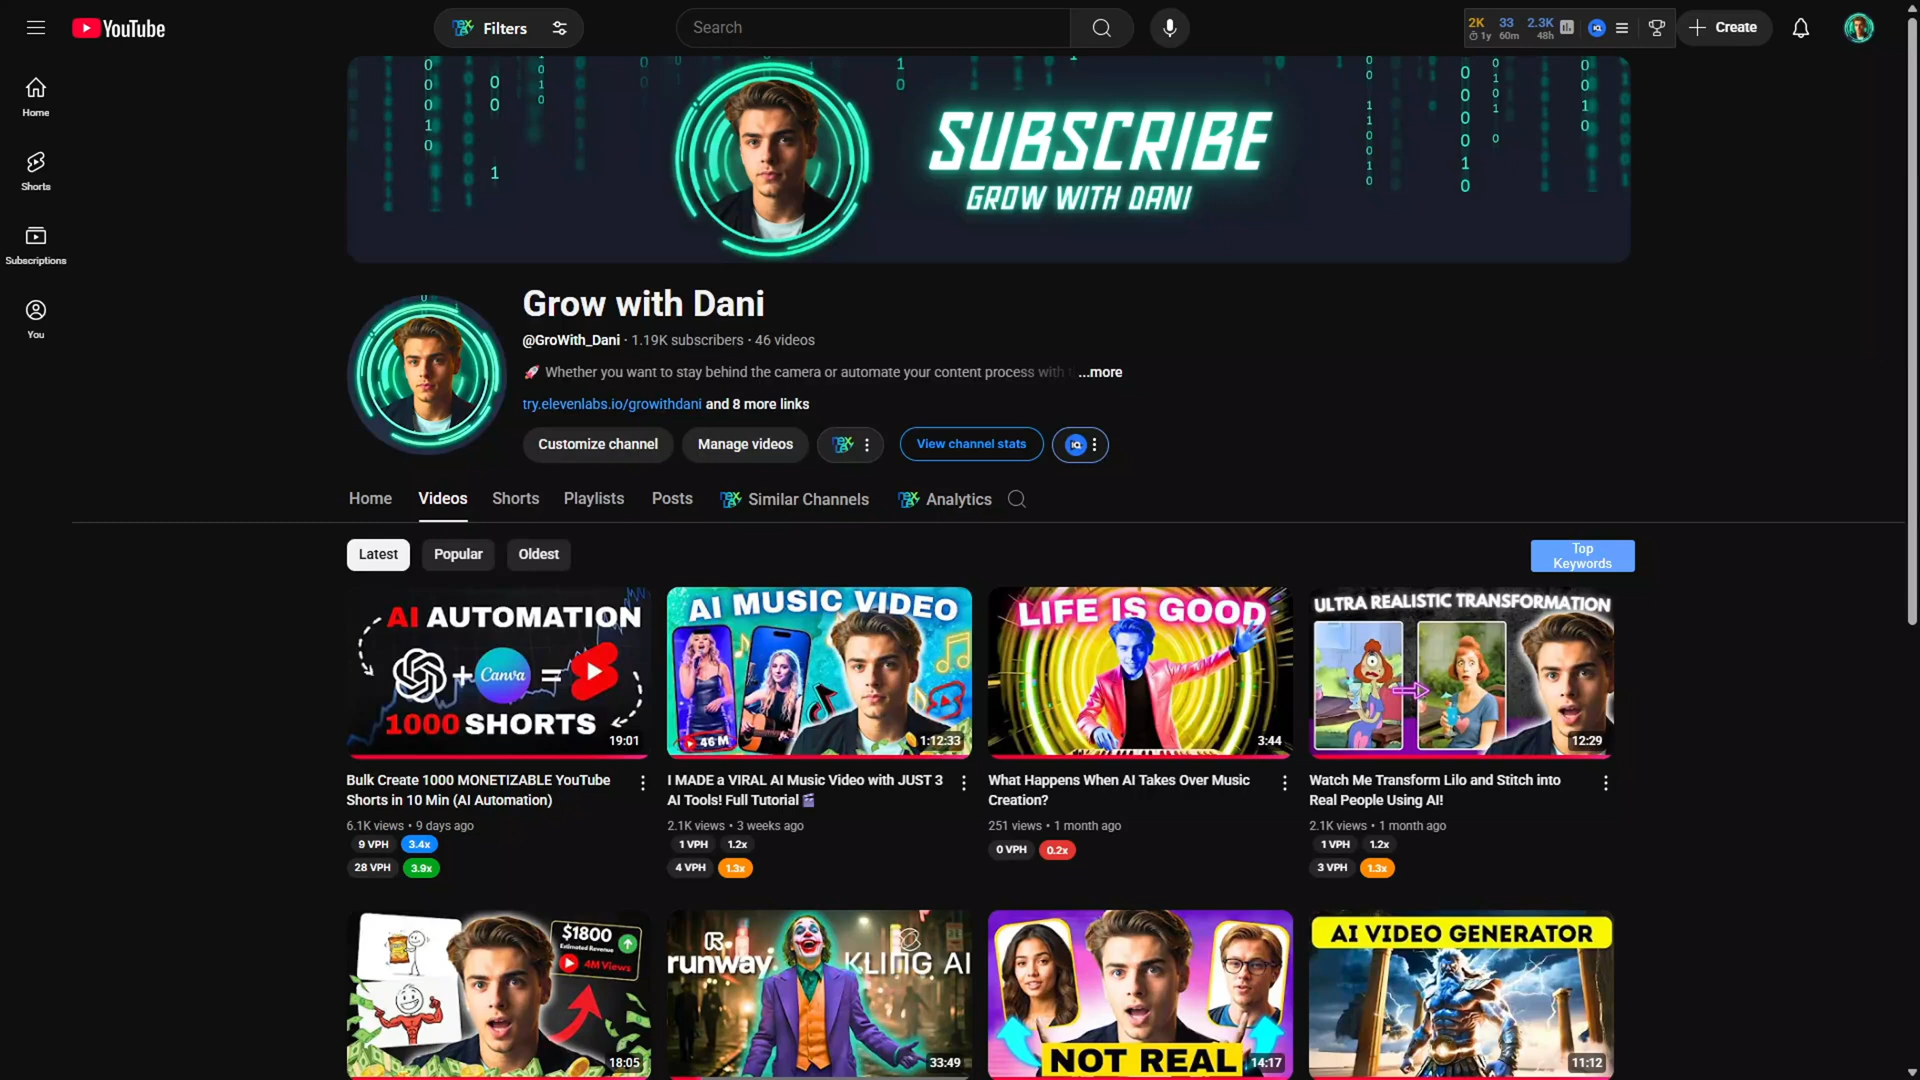 YouTube
Filters
Search
2K 33 2.3K
1y 60m 48h
IQ
Create
Home
Shorts
Subscriptions
You
SUBSCRIBE
GROW WITH DANI
Grow with Dani
@GroWith_Dani · 1.19K subscribers · 46 videos
🚀 Whether you want to stay behind the camera or automate your content process with ...more
try.elevenlabs.io/growithdani and 8 more links
Customize channel
Manage videos
View channel stats
IQ
Home
Videos
Shorts
Playlists
Posts
Similar Channels
Analytics
Latest
Popular
Oldest
Top
Keywords
AI AUTOMATION
+ Canva =
1000 SHORTS
19:01
AI MUSIC VIDEO
46 M
1:12:33
LIFE IS GOOD
3:44
ULTRA REALISTIC TRANSFORMATION
12:29
Bulk Create 1000 MONETIZABLE YouTube
Shorts in 10 Min (AI Automation)
6.1K views • 9 days ago
9 VPH 3.4x
28 VPH 3.9x
I MADE a VIRAL AI Music Video with JUST 3
AI Tools! Full Tutorial🎬
2.1K views • 3 weeks ago
1 VPH 1.2x
4 VPH 1.3x
What Happens When AI Takes Over Music
Creation?
251 views • 1 month ago
0 VPH 0.2x
Watch Me Transform Lilo and Stitch into
Real People Using AI!
2.1K views • 1 month ago
1 VPH 1.2x
3 VPH 1.3x
$1800
Estimated Revenue
4M Views
18:05
runway
KLING AI
33:49
NOT REAL
14:17
AI VIDEO GENERATOR
11:12